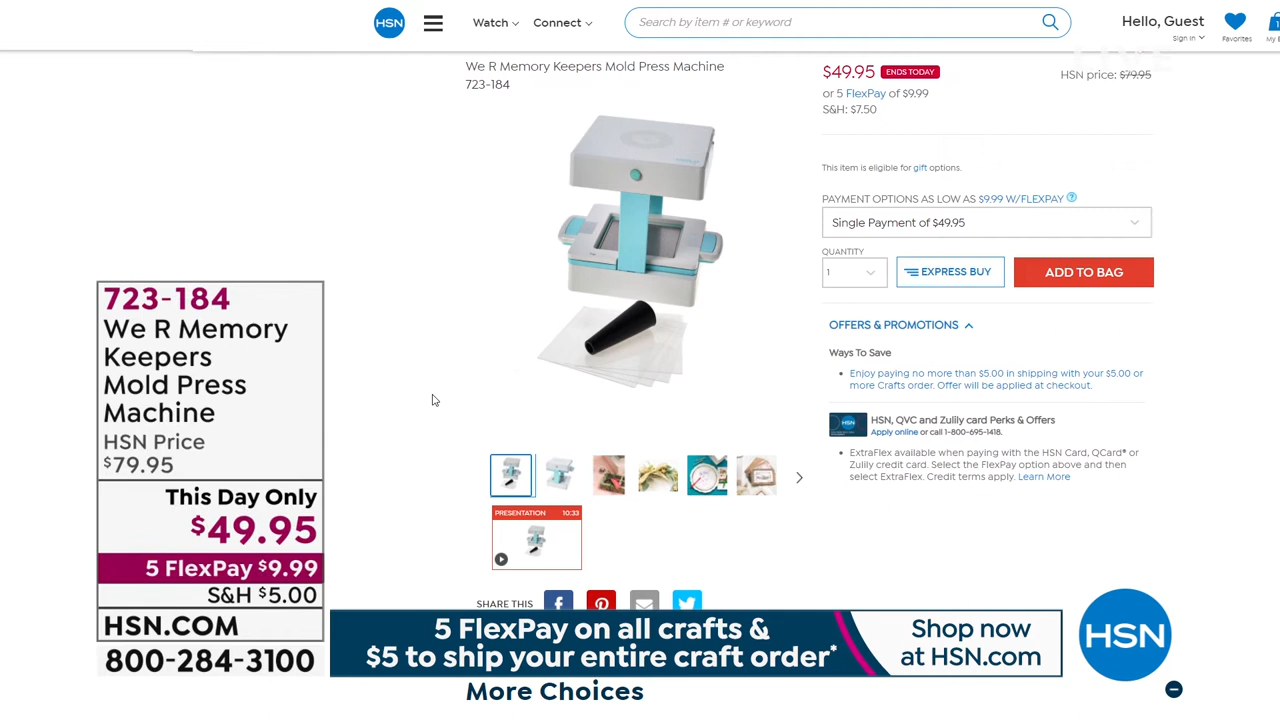 HSN
Watch
Connect
Search by item # or keyword
Hello, Guest
Sign In
Favorites
We R Memory Keepers Mold Press Machine
723-184
$49.95 ENDS TODAY
HSN price: $79.95
or 5 FlexPay of $9.99
S&H: $7.50
This item is eligible for gift options.
PAYMENT OPTIONS AS LOW AS $9.99 W/FLEXPAY ?
Single Payment of $49.95
QUANTITY
1
EXPRESS BUY
ADD TO BAG
OFFERS & PROMOTIONS
Ways To Save
• Enjoy paying no more than $5.00 in shipping with your $5.00 or
more Crafts order. Offer will be applied at checkout.
HSN
HSN, QVC and Zulily card Perks & Offers
Apply online or call 1-800-695-1418.
• ExtraFlex available when paying with the HSN Card, QCard® or
Zulily credit card. Select the FlexPay option above and then
select ExtraFlex. Credit terms apply. Learn More
PRESENTATION 10:33
SHARE THIS
723-184
We R Memory
Keepers
Mold Press
Machine
HSN Price
$79.95
This Day Only
$49.95
5 FlexPay $9.99
S&H $5.00
HSN.COM
800-284-3100
5 FlexPay on all crafts &
$5 to ship your entire craft order*
Shop now
at HSN.com
HSN
More Choices